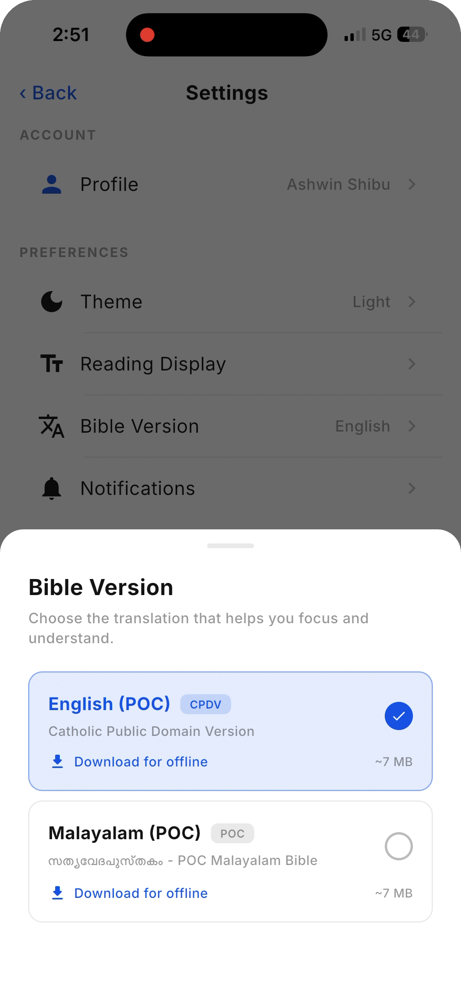 2:51
5G 44
‹ Back
Settings
ACCOUNT
Profile Ashwin Shibu
PREFERENCES
Theme Light
Reading Display
Bible Version English
Notifications
Bible Version
Choose the translation that helps you focus and
understand.
English (POC) CPDV
Catholic Public Domain Version
Download for offline ~7 MB
Malayalam (POC) POC
സത്യവേദപുസ്തകം - POC Malayalam Bible
Download for offline ~7 MB